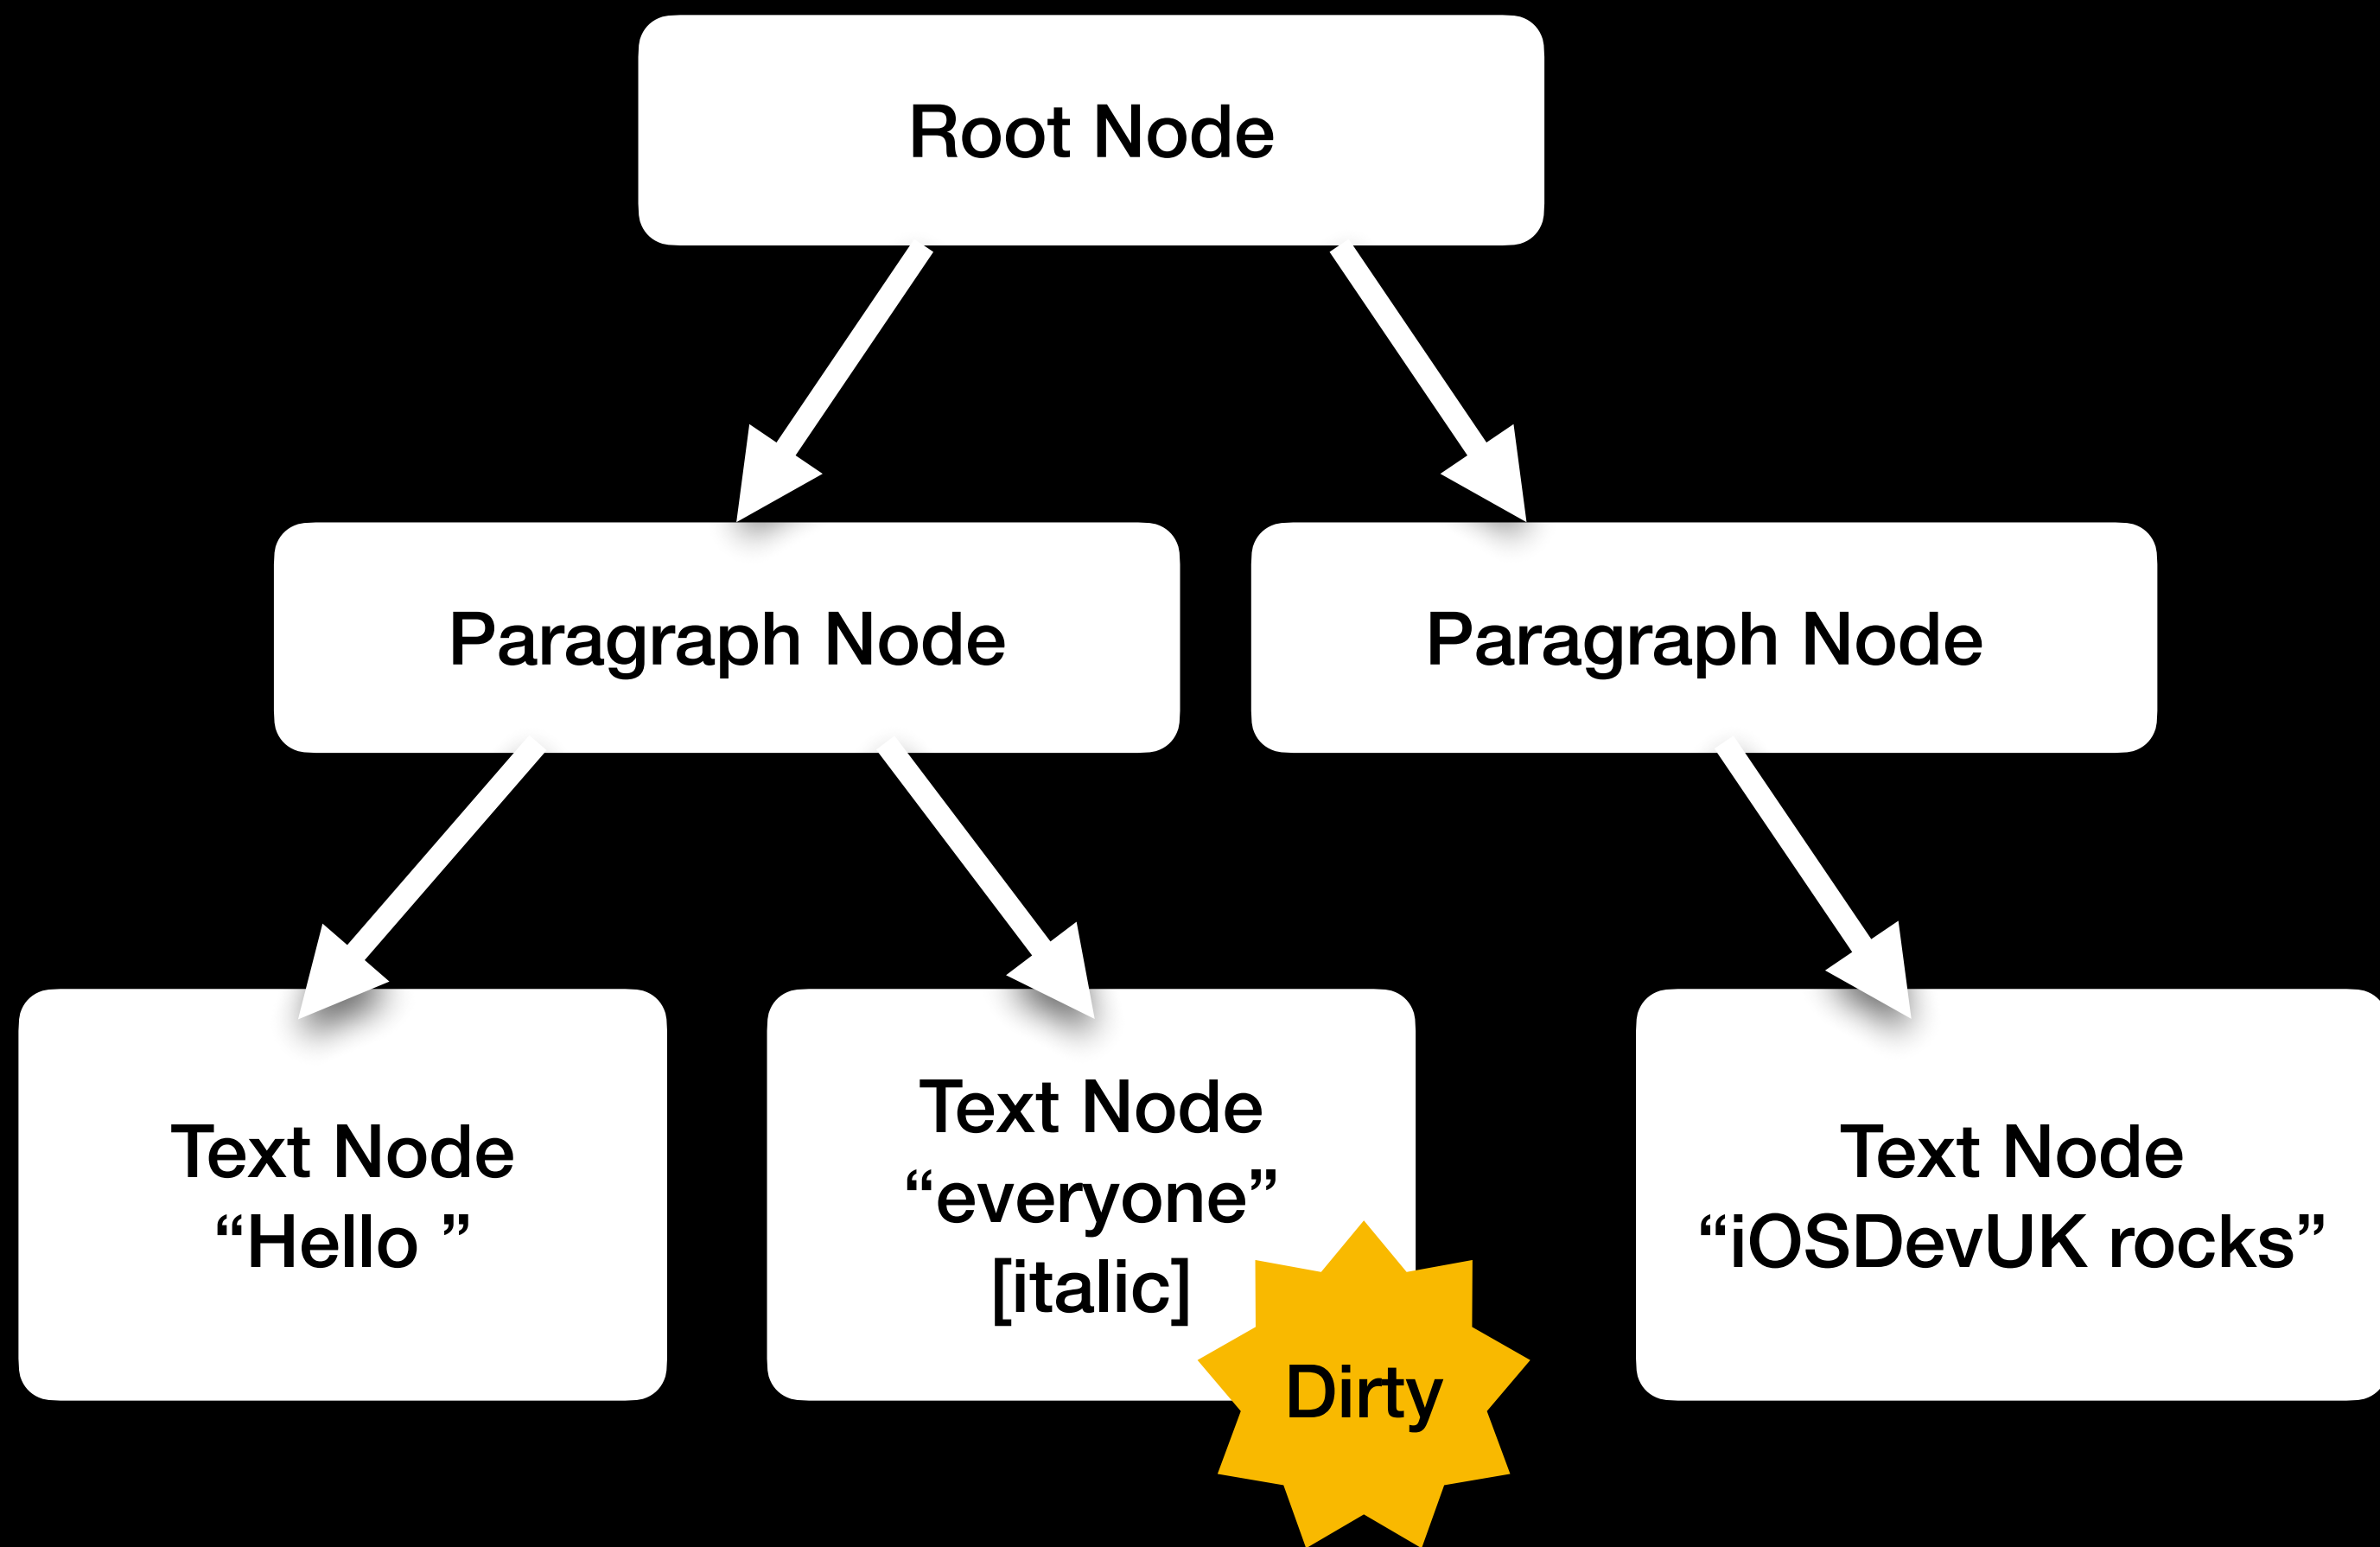 Root Node
Paragraph Node
Paragraph Node
Text Node
“Hello ”
Text Node
“everyone”
[italic]
Dirty
Text Node
“iOSDevUK rocks”